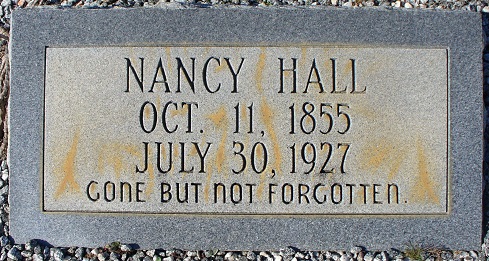 NANCY HALL
OCT. 11, 1855
JULY 30, 1927
GONE BUT NOT FORGOTTEN.